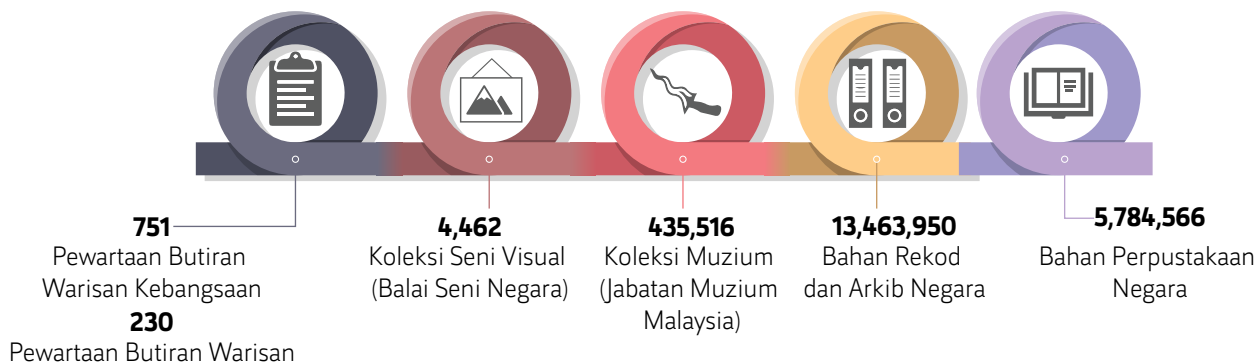 751
Pewartaan Butiran
Warisan Kebangsaan
230
Pewartaan Butiran Warisan
4,462
Koleksi Seni Visual
(Balai Seni Negara)
435,516
Koleksi Muzium
(Jabatan Muzium
Malaysia)
13,463,950
Bahan Rekod
dan Arkib Negara
5,784,566
Bahan Perpustakaan
Negara